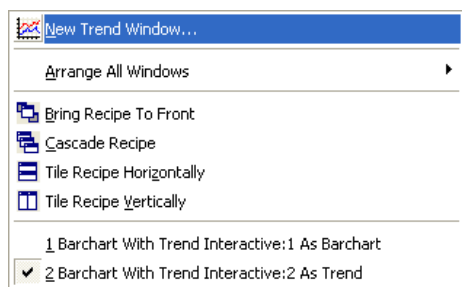 New Trend Window...
Arrange All Windows
Bring Recipe To Front
Cascade Recipe
Tile Recipe Horizontally
Tile Recipe Vertically
1 Barchart With Trend Interactive:1 As Barchart
2 Barchart With Trend Interactive:2 As Trend